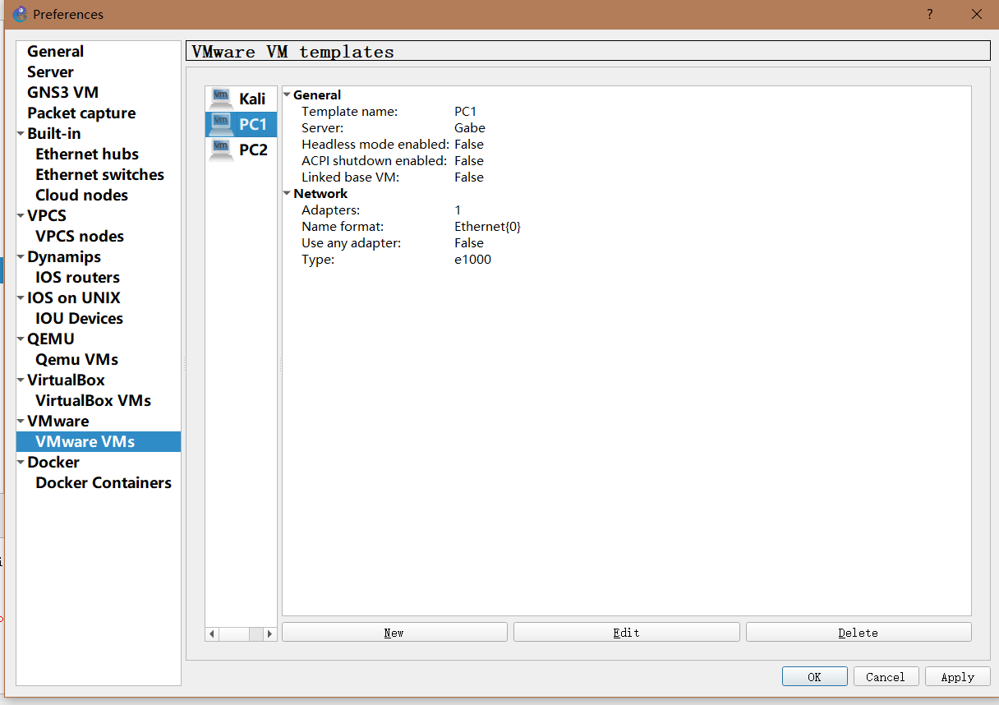 Preferences
?
General
Server
GNS3 VM
Packet capture
Built-in
Ethernet hubs
Ethernet switches
Cloud nodes
VPCS
VPCS nodes
Dynamips
IOS routers
IOS on UNIX
IOU Devices
QEMU
Qemu VMs
VirtualBox
VirtualBox VMs
VMware
VMware VMs
Docker
Docker Containers
VMware VM templates
vm Kali
vm PC1
vm PC2
General
Template name: PC1
Server: Gabe
Headless mode enabled: False
ACPI shutdown enabled: False
Linked base VM: False
Network
Adapters: 1
Name format: Ethernet{0}
Use any adapter: False
Type: e1000
New Edit Delete
OK Cancel Apply